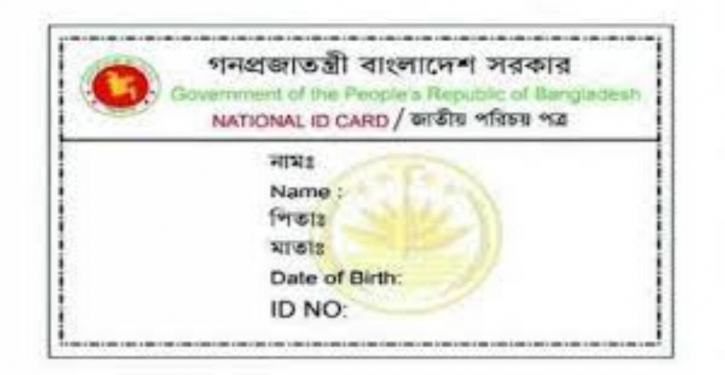 গনপ্রজাতন্ত্রী বাংলাদেশ সরকার
Government of the People's Republic of Bangladesh
NATIONAL ID CARD / জাতীয় পরিচয় পত্র
নামঃ
Name :
পিতাঃ
মাতাঃ
Date of Birth:
ID NO: